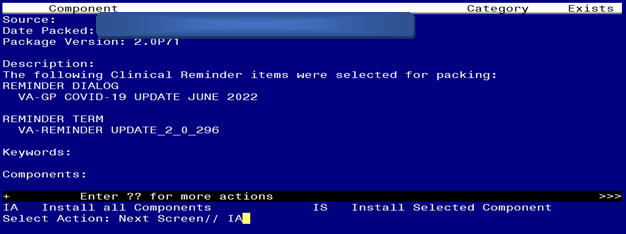 Component Category Exists
Source:
Date Packed:
Package Version: 2.0P71
Description:
The following Clinical Reminder items were selected for packing:
REMINDER DIALOG
VA-GP COVID-19 UPDATE JUNE 2022
REMINDER TERM
VA-REMINDER UPDATE_2_0_296
Keywords:
Components:
+ Enter ?? for more actions >>>
IA Install all Components IS Install Selected Component
Select Action: Next Screen// IA